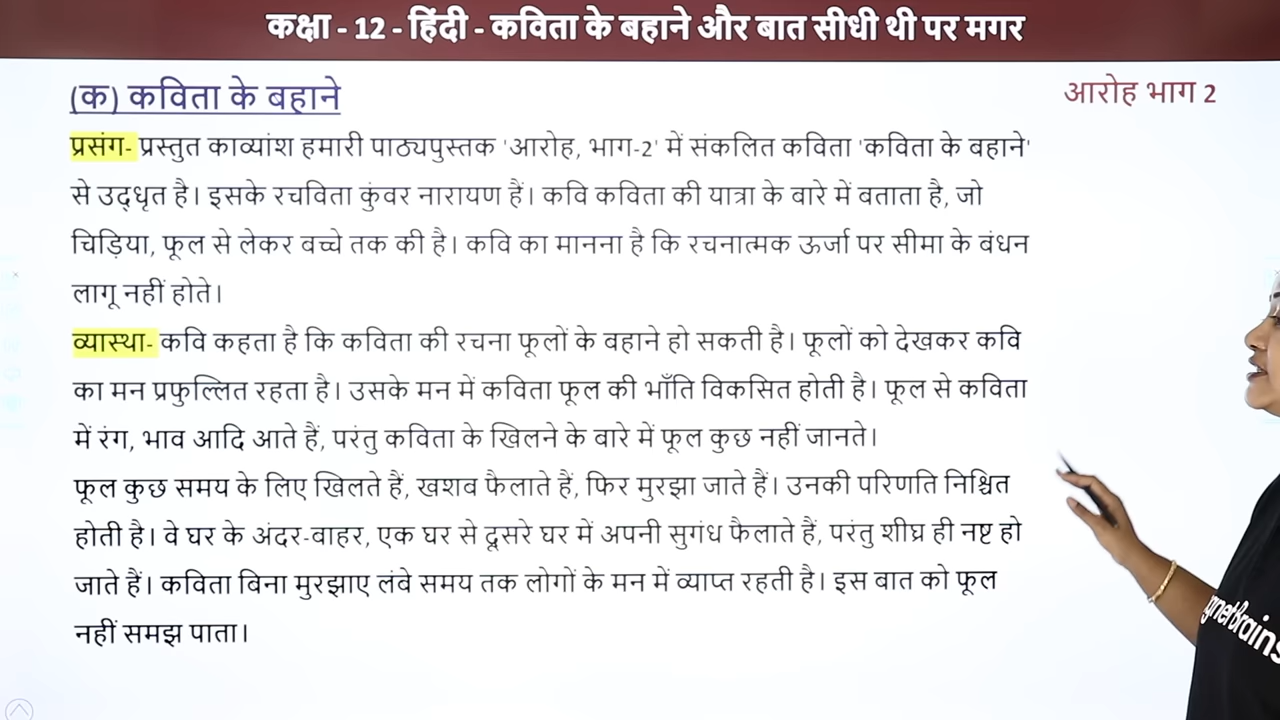 कक्षा - 12 - हिंदी - कविता के बहाने और बात सीधी थी पर मगर
(क) कविता के बहाने
आरोह भाग 2
प्रसंग- प्रस्तुत काव्यांश हमारी पाठ्यपुस्तक 'आरोह, भाग-2' में संकलित कविता 'कविता के बहाने'
से उद्धृत है। इसके रचविता कुंवर नारायण हैं। कवि कविता की यात्रा के बारे में बताता है, जो
चिड़िया, फूल से लेकर बच्चे तक की है। कवि का मानना है कि रचनात्मक ऊर्जा पर सीमा के बंधन
लागू नहीं होते।
व्यास्था- कवि कहता है कि कविता की रचना फूलों के बहाने हो सकती है। फूलों को देखकर कवि
का मन प्रफुल्लित रहता है। उसके मन में कविता फूल की भाँति विकसित होती है। फूल से कविता
में रंग, भाव आदि आते हैं, परंतु कविता के खिलने के बारे में फूल कुछ नहीं जानते।
फूल कुछ समय के लिए खिलते हैं, खशव फैलाते हैं, फिर मुरझा जाते हैं। उनकी परिणति निश्चित
होती है। वे घर के अंदर-बाहर, एक घर से दूसरे घर में अपनी सुगंध फैलाते हैं, परंतु शीघ्र ही नष्ट हो
जाते हैं। कविता बिना मुरझाए लंबे समय तक लोगों के मन में व्याप्त रहती है। इस बात को फूल
नहीं समझ पाता।
gnetBrains